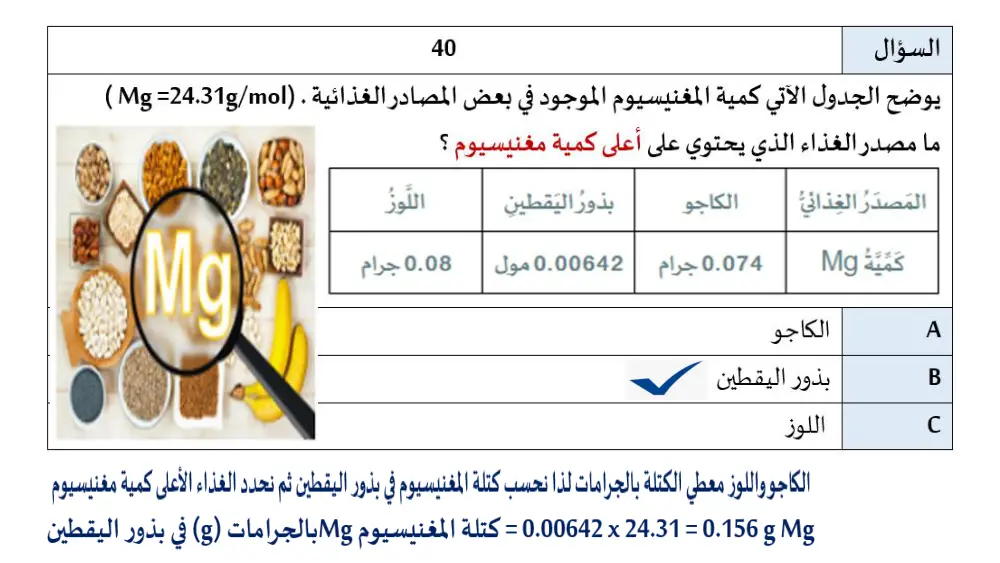 السؤال 40
يوضح الجدول الآتي كمية المغنيسيوم الموجود في بعض المصادر الغذائية . (Mg =24.31g/mol )
ما مصدر الغذاء الذي يحتوي على أعلى كمية مغنيسيوم ؟
المَصدَرُ الغِذائيُّ الكاجو بذورُ اليَقطينِ اللَّوزُ
كَمِّيَّةُ Mg 0.074 جرام 0.00642 مول 0.08 جرام
Mg
A الكاجو
B بذور اليقطين
C اللوز
الكاجو واللوز معطي الكتلة بالجرامات لذا نحسب كتلة المغنيسيوم في بذور اليقطين ثم نحدد الغذاء الأعلى كمية مغنيسيوم
كتلة المغنيسيوم Mgبالجرامات (g) في بذور اليقطين = 0.00642 x 24.31 = 0.156 g Mg